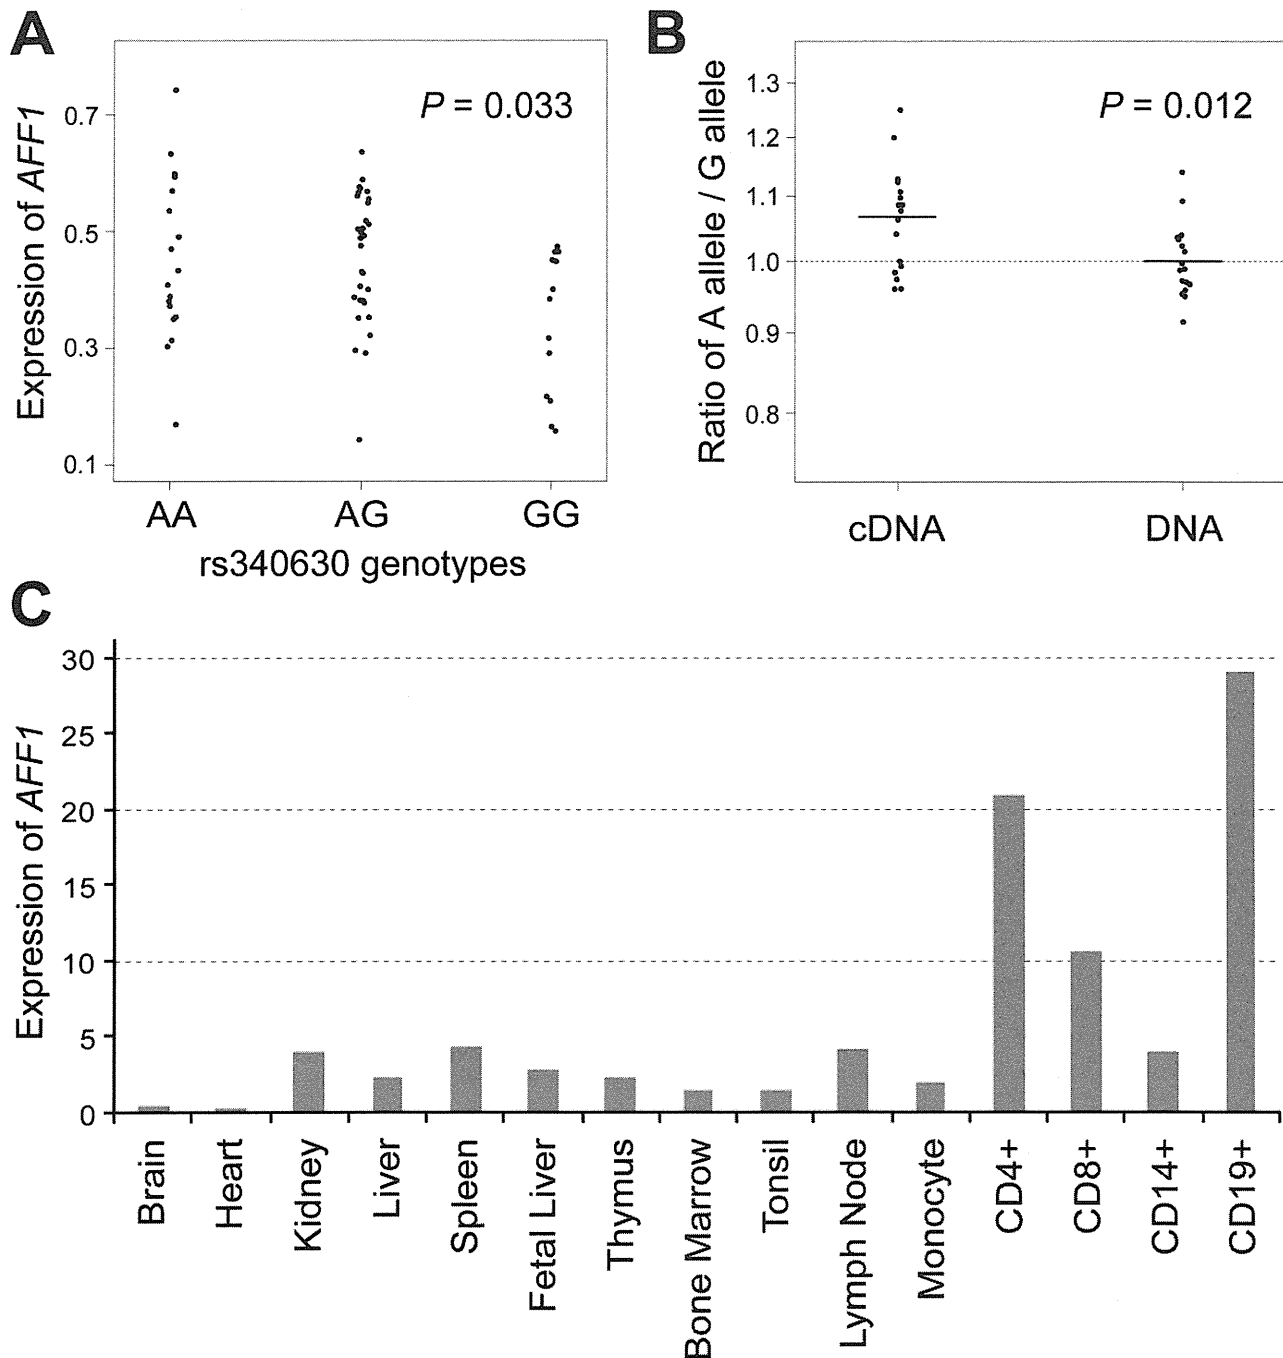 A
Expression of AFF1
0.7
0.5
0.3
0.1
P = 0.033
AA
AG
GG
rs340630 genotypes
B
Ratio of A allele / G allele
1.3
1.2
1.1
1.0
0.9
0.8
P = 0.012
cDNA
DNA
C
Expression of AFF1
30
25
20
15
10
5
0
Brain
Heart
Kidney
Liver
Spleen
Fetal Liver
Thymus
Bone Marrow
Tonsil
Lymph Node
Monocyte
CD4+
CD8+
CD14+
CD19+